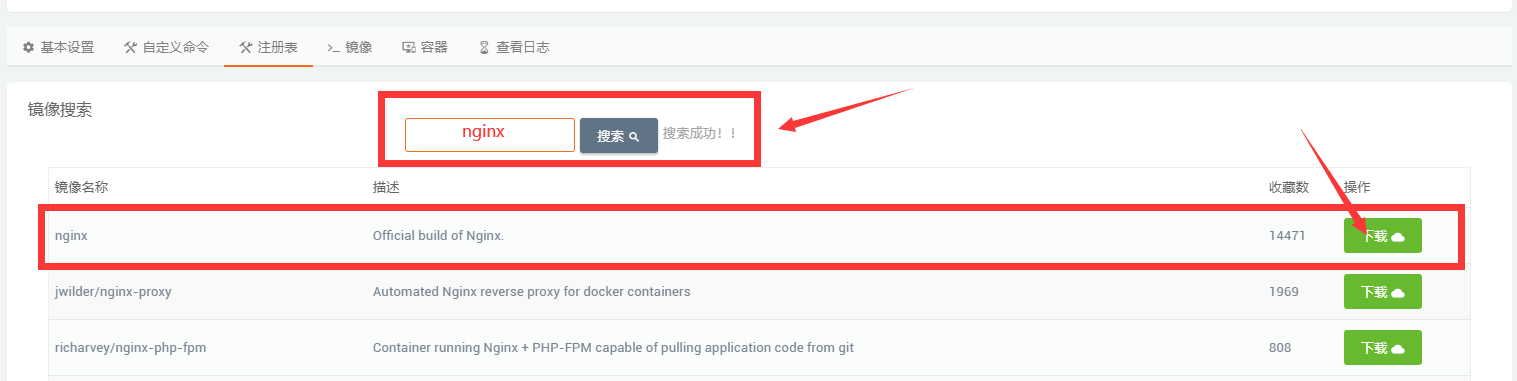 基本设置 自定义命令 注册表 镜像 容器 查看日志
镜像搜索
nginx 搜索 搜索成功！！
镜像名称 描述 收藏数 操作
nginx Official build of Nginx. 14471 下载
jwilder/nginx-proxy Automated Nginx reverse proxy for docker containers 1969 下载
richarvey/nginx-php-fpm Container running Nginx + PHP-FPM capable of pulling application code from git 808 下载